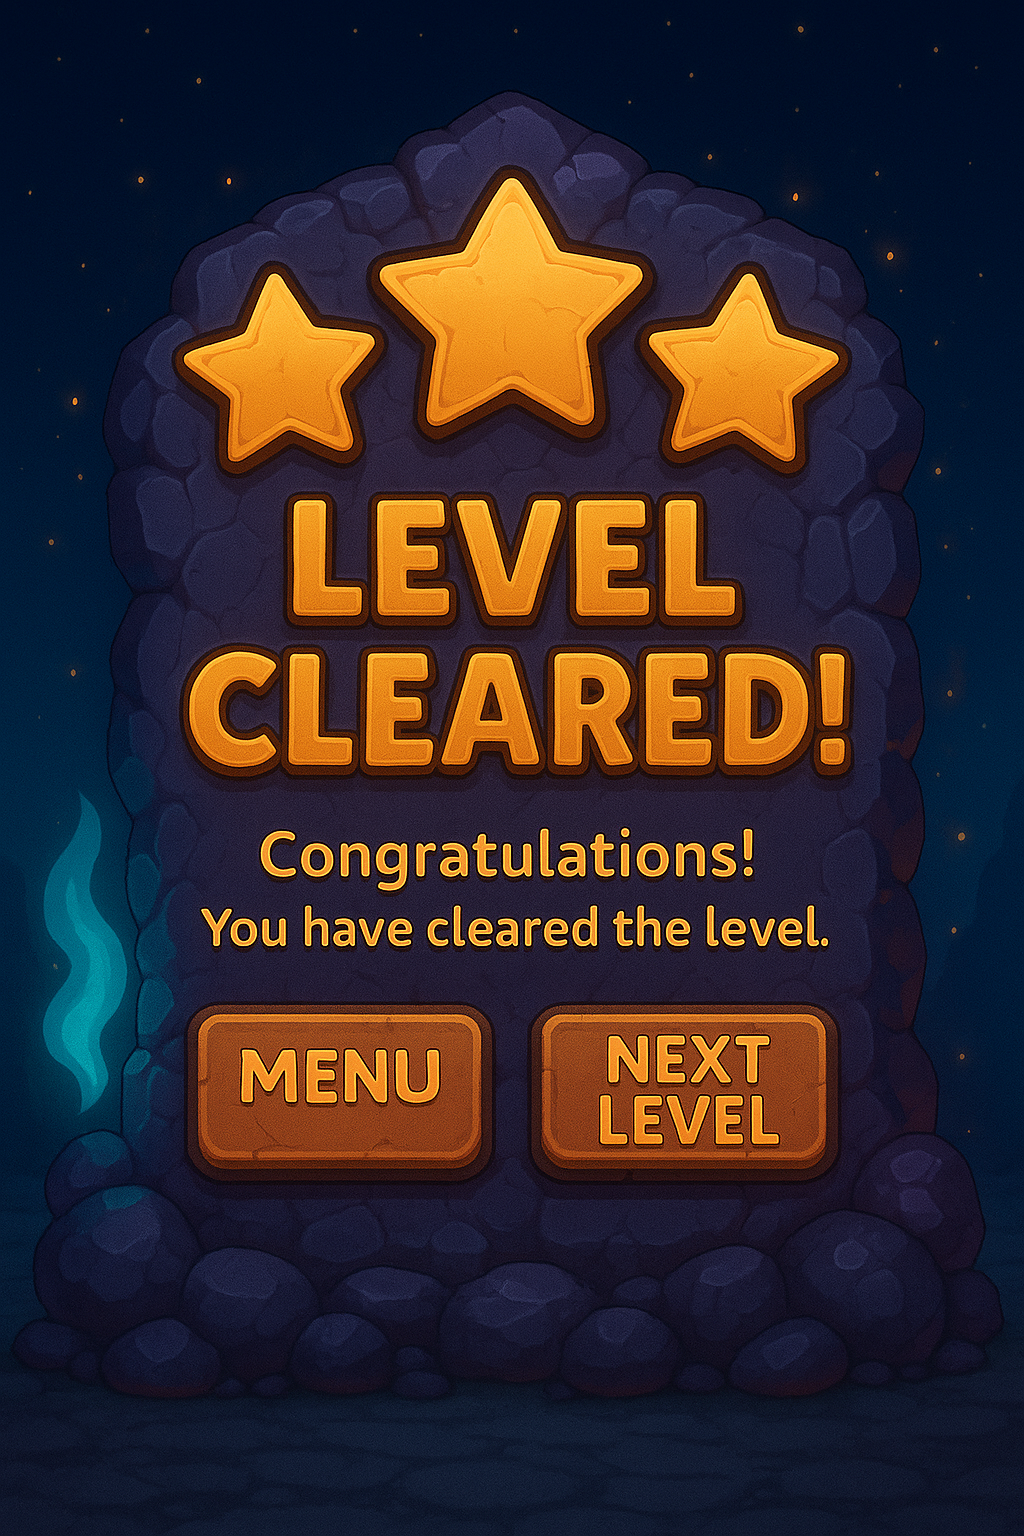 LEVEL
CLEARED!
Congratulations!
You have cleared the level.
MENU
NEXT
LEVEL